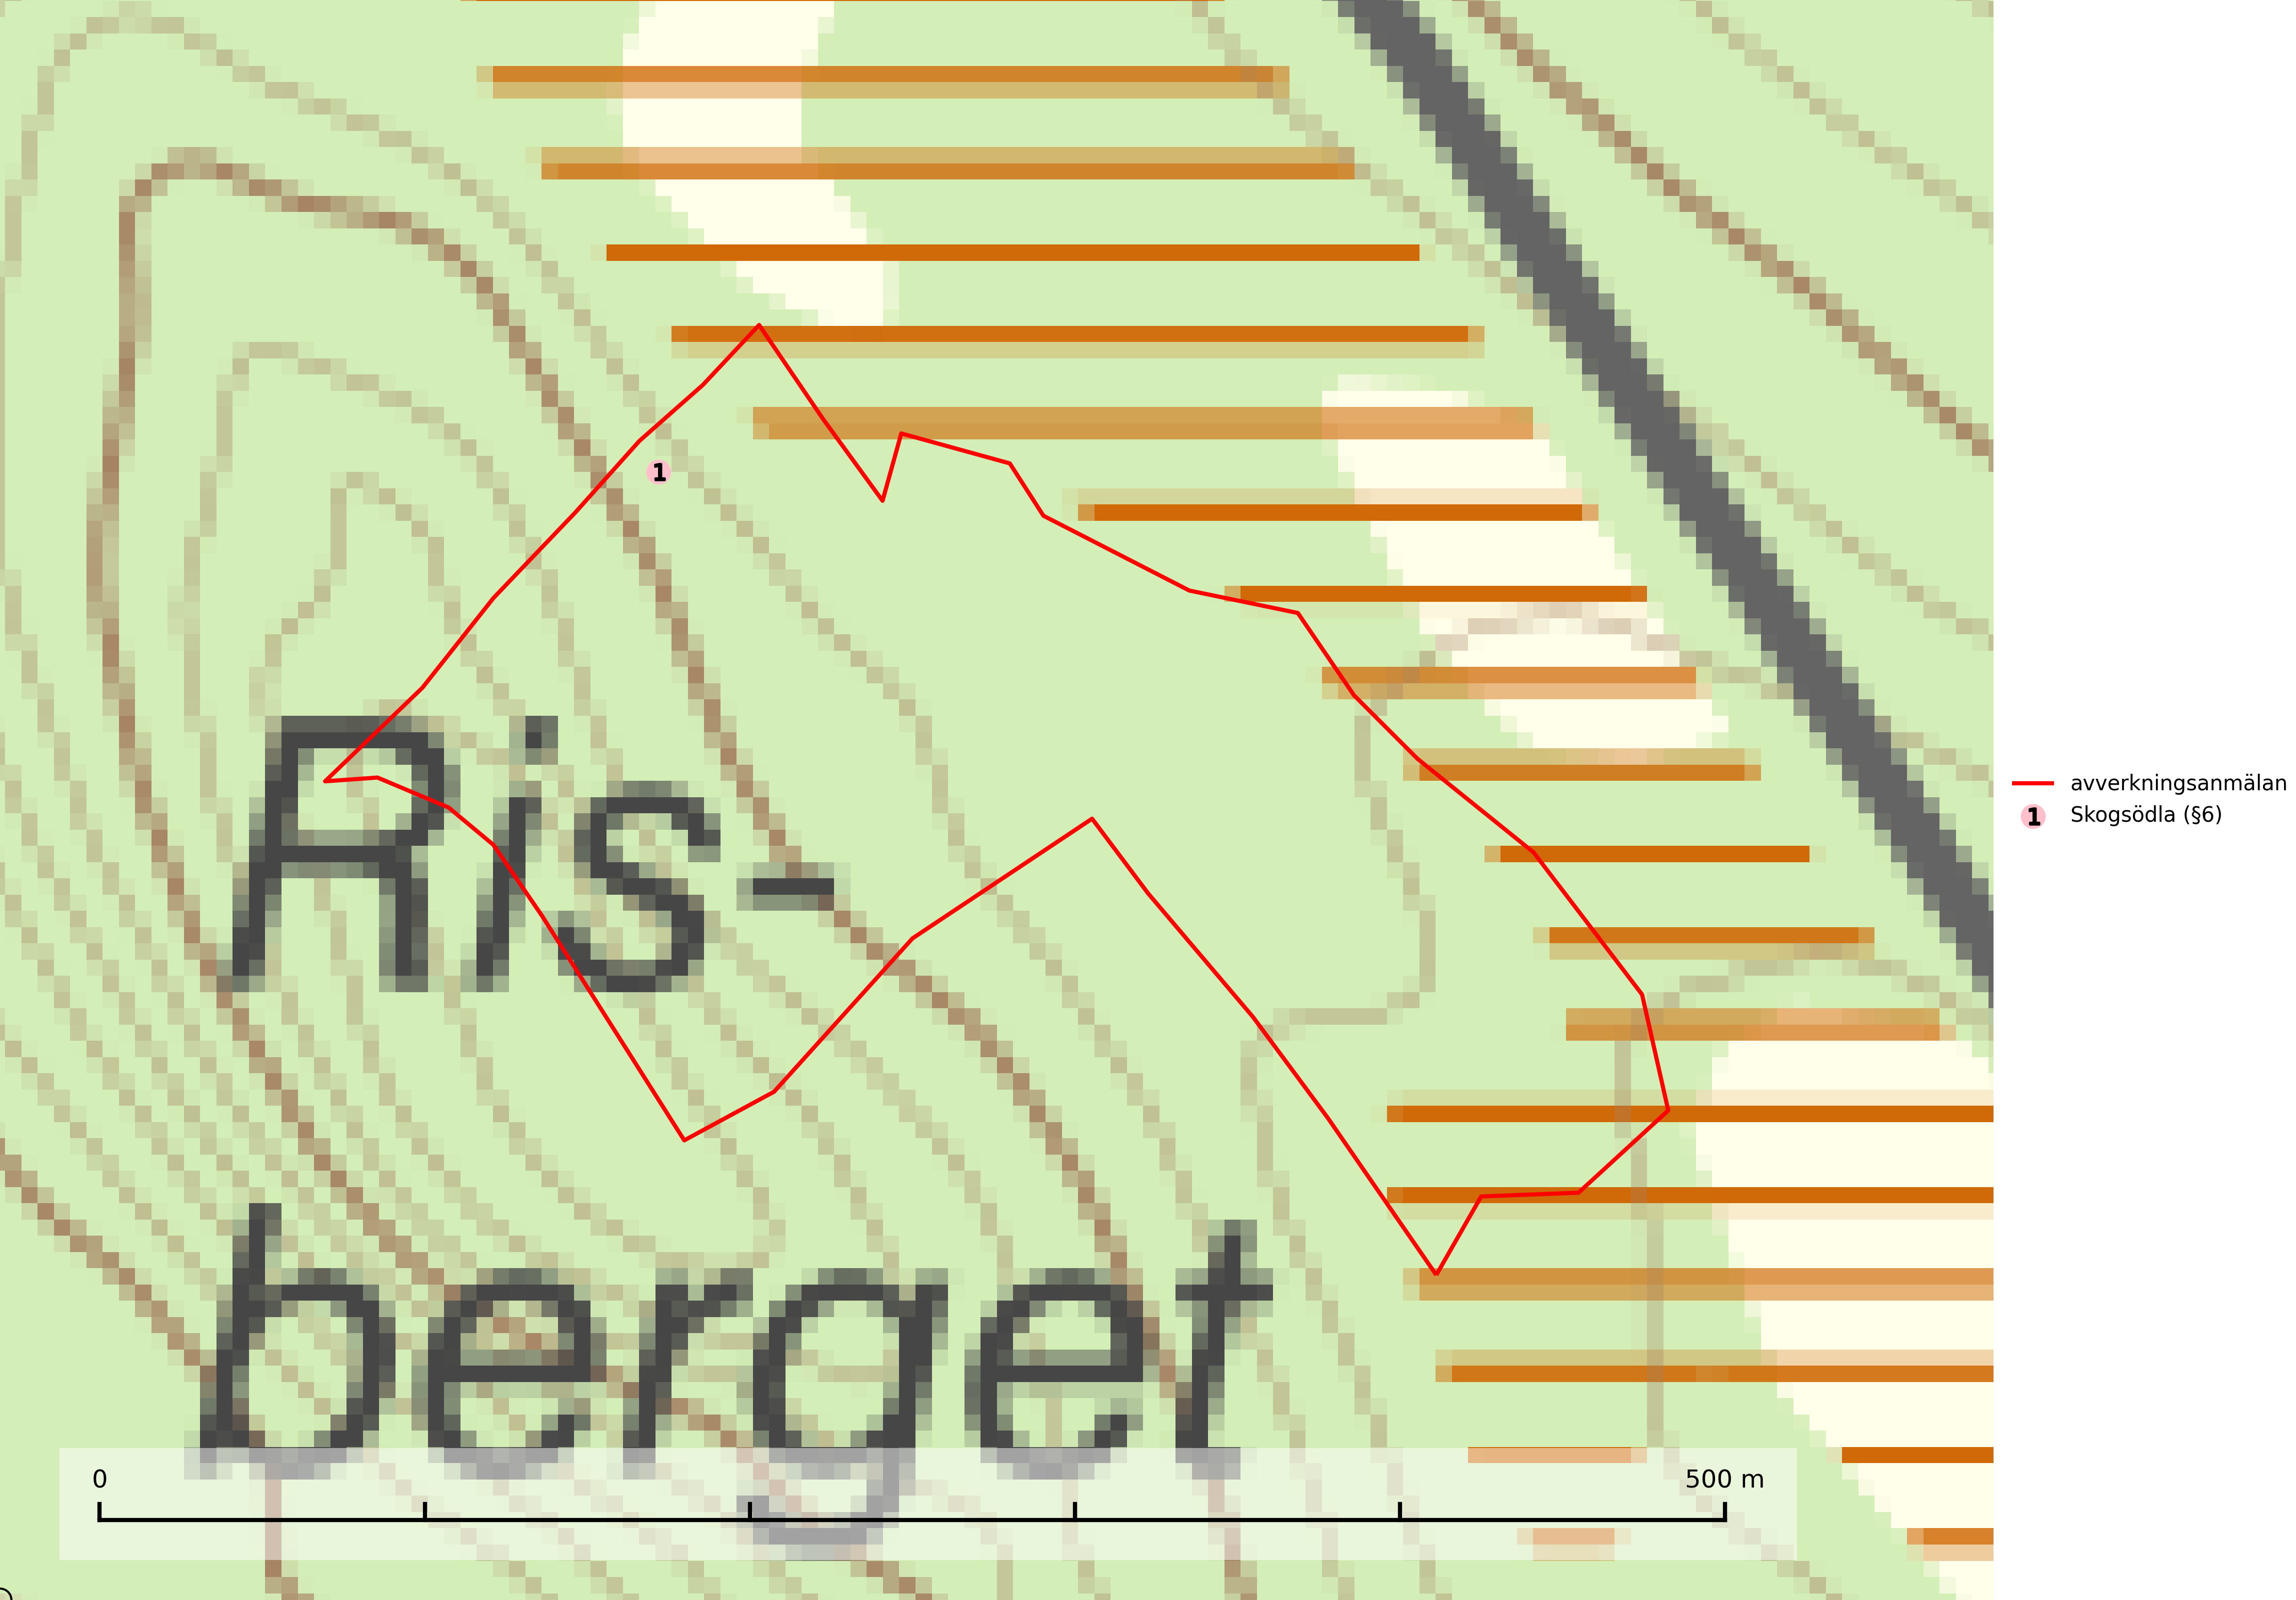 1
Ris-
berget
0
500 m
avverkningsanmälan
1 Skogsödla (§6)